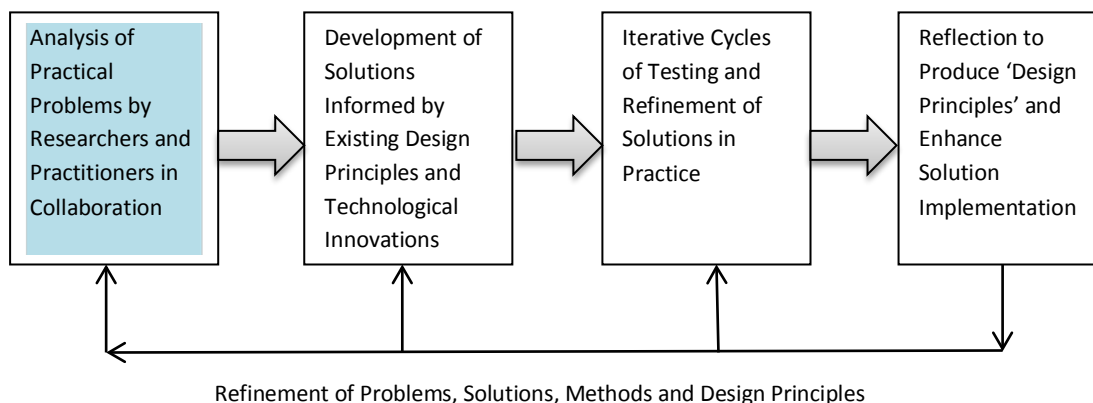 Analysis of
Practical
Problems by
Researchers and
Practitioners in
Collaboration
Development of
Solutions
Informed by
Existing Design
Principles and
Technological
Innovations
Iterative Cycles
of Testing and
Refinement of
Solutions in
Practice
Reflection to
Produce ‘Design
Principles’ and
Enhance
Solution
Implementation
Refinement of Problems, Solutions, Methods and Design Principles